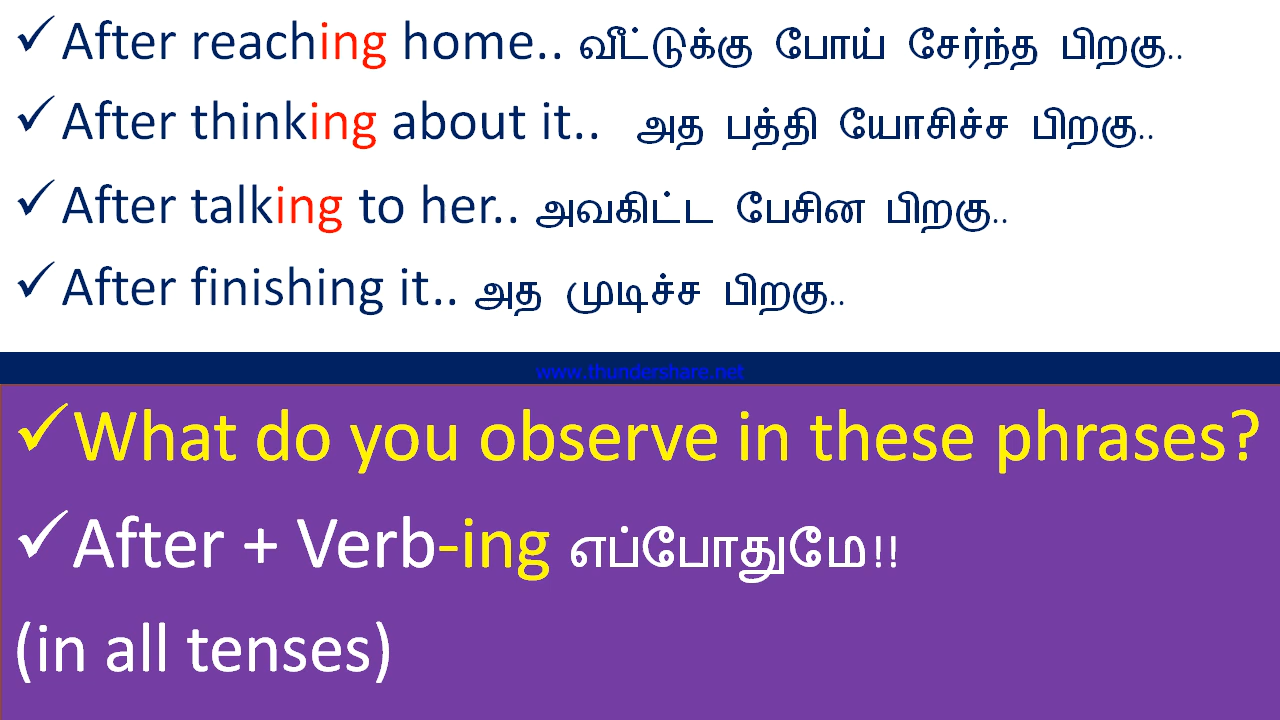 ✓After reaching home.. வீட்டுக்கு போய் சேர்ந்த பிறகு..
✓After thinking about it.. அத பத்தி யோசிச்ச பிறகு..
✓After talking to her.. அவகிட்ட பேசின பிறகு..
✓After finishing it.. அத முடிச்ச பிறகு..
www.thundershare.net
✓What do you observe in these phrases?
✓After + Verb-ing எப்போதுமே!!
(in all tenses)